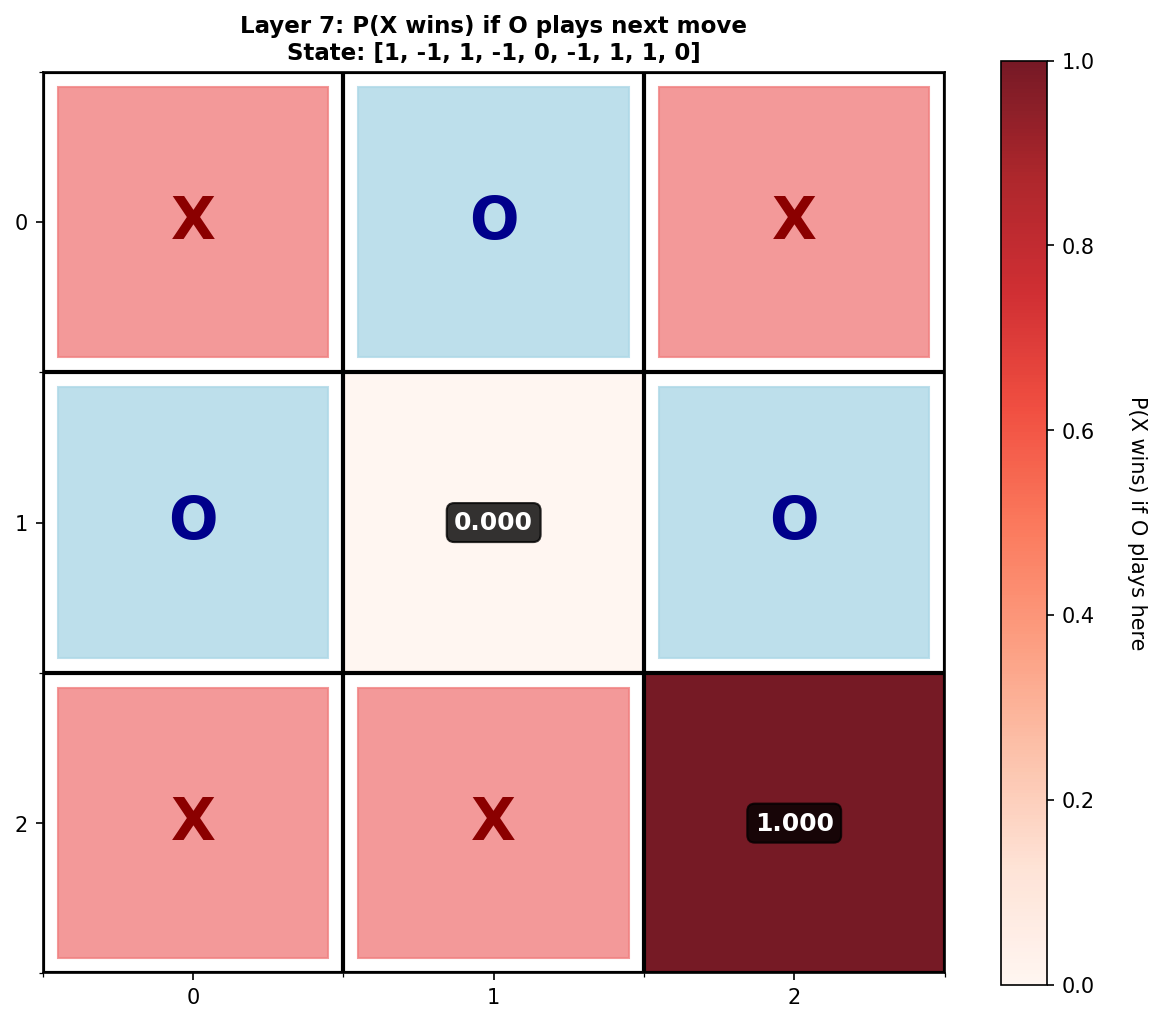 Layer 7: P(X wins) if O plays next move
State: [1, -1, 1, -1, 0, -1, 1, 1, 0]
X O X
O 0.000 O
X X 1.000
0
1
2
0 1 2
1.0
0.8
0.6
0.4
0.2
0.0
P(X wins) if O plays here